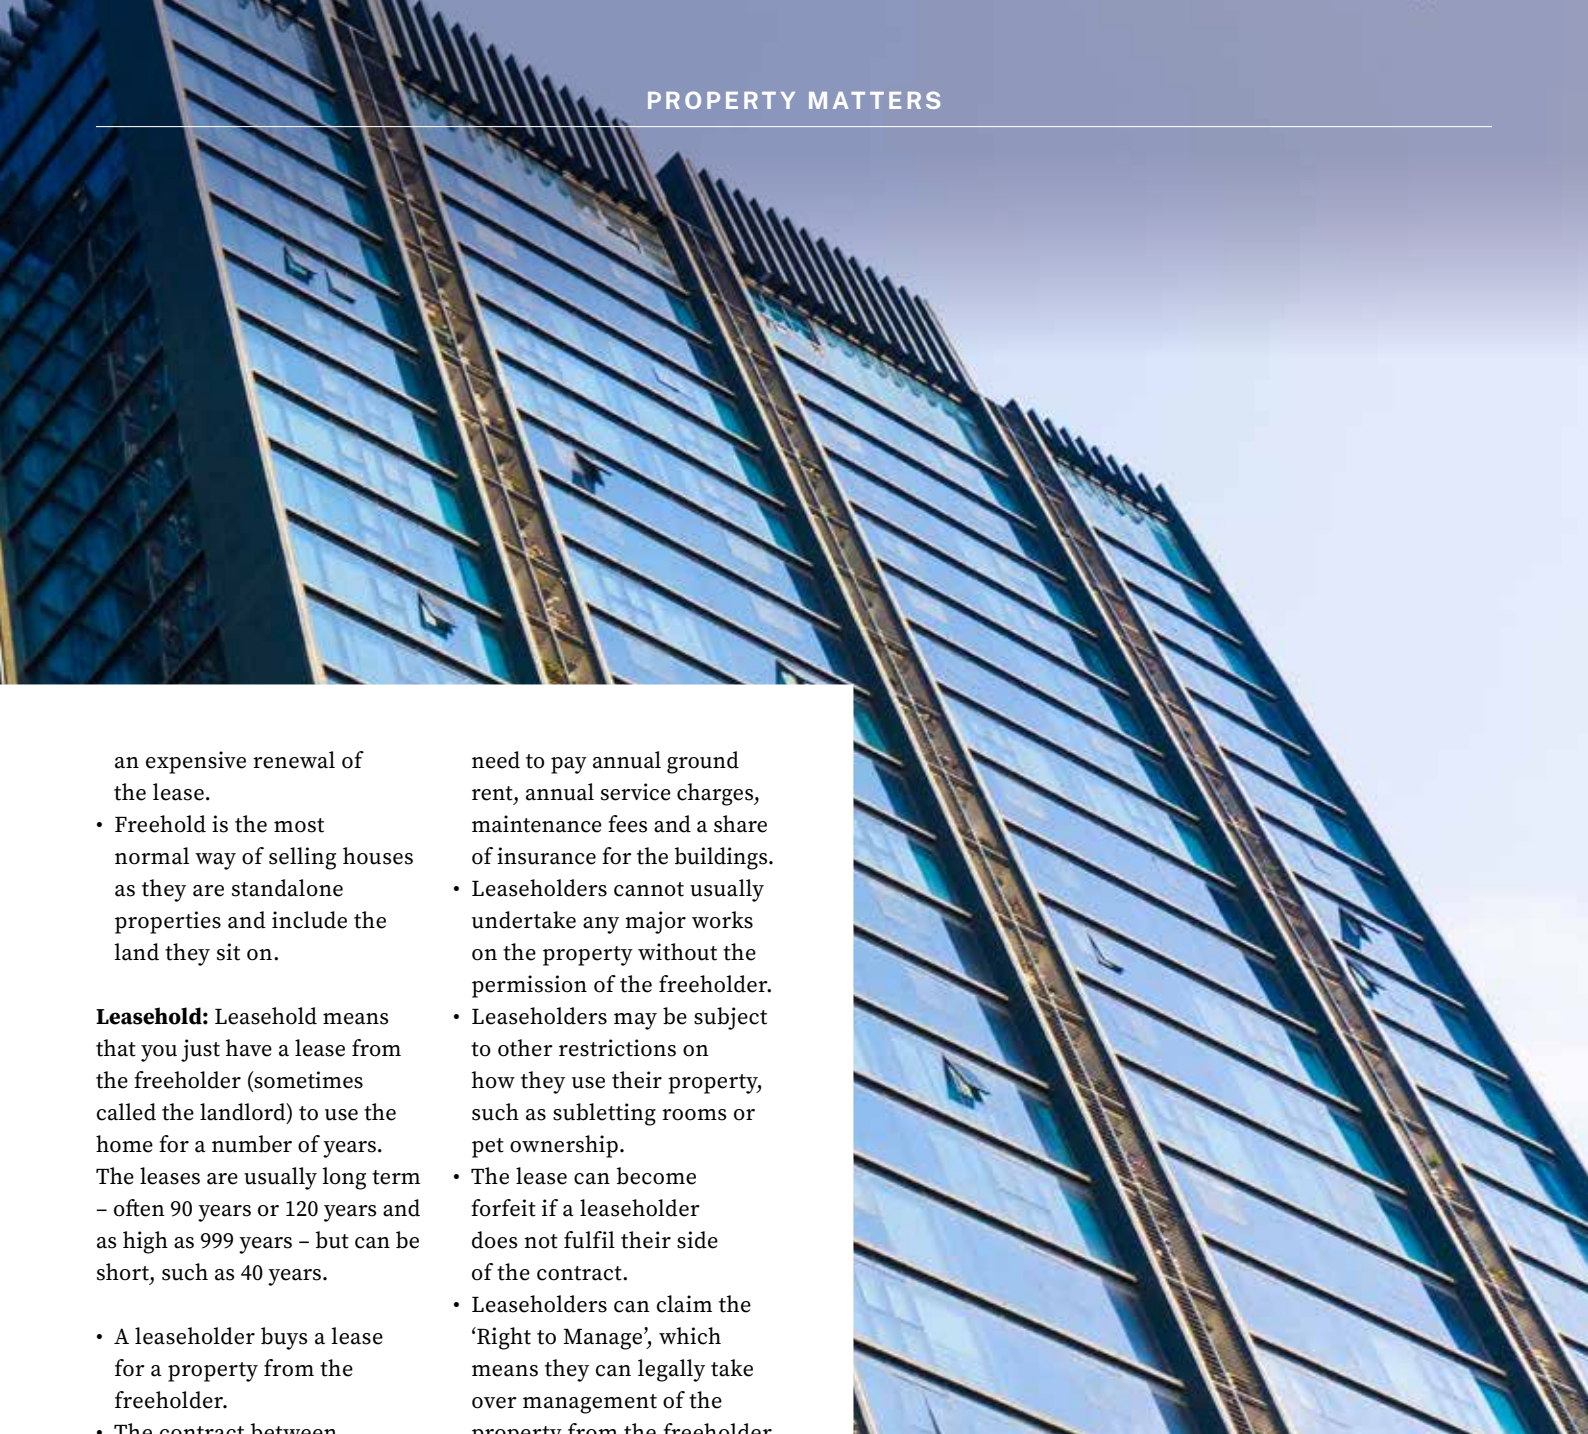 PROPERTY MATTERS
an expensive renewal of
the lease.
• Freehold is the most
normal way of selling houses
as they are standalone
properties and include the
land they sit on.
Leasehold: Leasehold means
that you just have a lease from
the freeholder (sometimes
called the landlord) to use the
home for a number of years.
The leases are usually long term
– often 90 years or 120 years and
as high as 999 years – but can be
short, such as 40 years.
• A leaseholder buys a lease
for a property from the
freeholder.
• The contract between
need to pay annual ground
rent, annual service charges,
maintenance fees and a share
of insurance for the buildings.
• Leaseholders cannot usually
undertake any major works
on the property without the
permission of the freeholder.
• Leaseholders may be subject
to other restrictions on
how they use their property,
such as subletting rooms or
pet ownership.
• The lease can become
forfeit if a leaseholder
does not fulfil their side
of the contract.
• Leaseholders can claim the
‘Right to Manage’, which
means they can legally take
over management of the
property from the freeholder